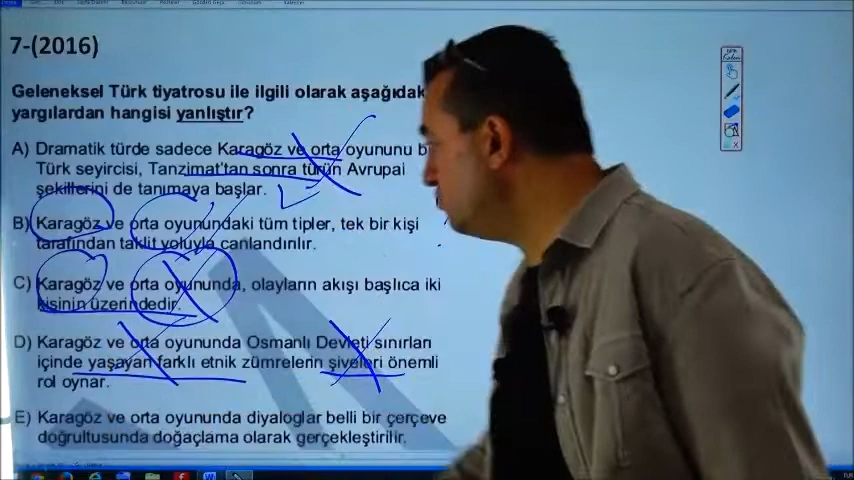 7-(2016)
Geleneksel Türk tiyatrosu ile ilgili olarak aşağıdak
yargılardan hangisi yanlıştır?
A) Dramatik türde sadece Karagöz ve orta oyununu b
Türk seyircisi, Tanzimat'tan sonra türün Avrupai
şekillerini de tanımaya başlar.
B) Karagöz ve orta oyunundaki tüm tipler, tek bir kişi
tarafından taklit yoluyla canlandırılır.
C) Karagöz ve orta oyununda, olayların akışı başlıca iki
kişinin üzerindedir.
D) Karagöz ve orta oyununda Osmanlı Devleti sınırları
içinde yaşayan farklı etnik zümrelerin şiveleri önemli
rol oynar.
E) Karagöz ve orta oyununda diyaloglar belli bir çerçeve
doğrultusunda doğaçlama olarak gerçekleştirilir.